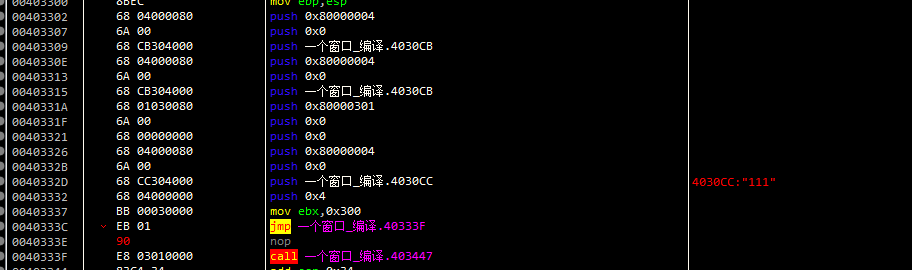 00403300 8BEC mov ebp,esp
00403302 68 04000080 push 0x80000004
00403307 6A 00 push 0x0
00403309 68 CB304000 push 一个窗口_编译.4030CB
0040330E 68 04000080 push 0x80000004
00403313 6A 00 push 0x0
00403315 68 CB304000 push 一个窗口_编译.4030CB
0040331A 68 01030080 push 0x80000301
0040331F 6A 00 push 0x0
00403321 68 00000000 push 0x0
00403326 68 04000080 push 0x80000004
0040332B 6A 00 push 0x0
0040332D 68 CC304000 push 一个窗口_编译.4030CC 4030CC:"111"
00403332 68 04000000 push 0x4
00403337 BB 00030000 mov ebx,0x300
0040333C EB 01 jmp 一个窗口_编译.40333F
0040333E 90 nop
0040333F E8 03010000 call 一个窗口_编译.403447
00403344 83C4 34 add esp,0x34